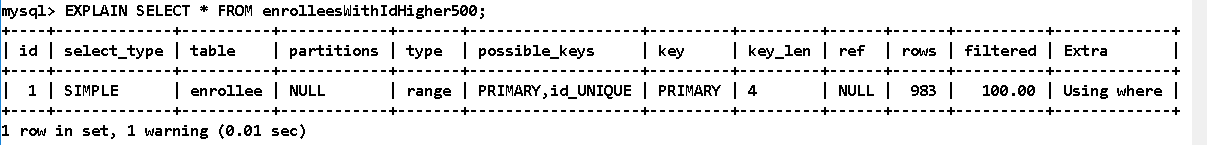 mysql> EXPLAIN SELECT * FROM enrolleesWithIdHigher500;
+----+-------------+----------+------------+-------+-------------------+---------+---------+------+------+----------+-------------+
| id | select_type | table    | partitions | type  | possible_keys     | key     | key_len | ref  | rows | filtered | Extra       |
+----+-------------+----------+------------+-------+-------------------+---------+---------+------+------+----------+-------------+
|  1 | SIMPLE      | enrollee | NULL       | range | PRIMARY,id_UNIQUE | PRIMARY | 4       | NULL |  983 |   100.00 | Using where |
+----+-------------+----------+------------+-------+-------------------+---------+---------+------+------+----------+-------------+
1 row in set, 1 warning (0.01 sec)